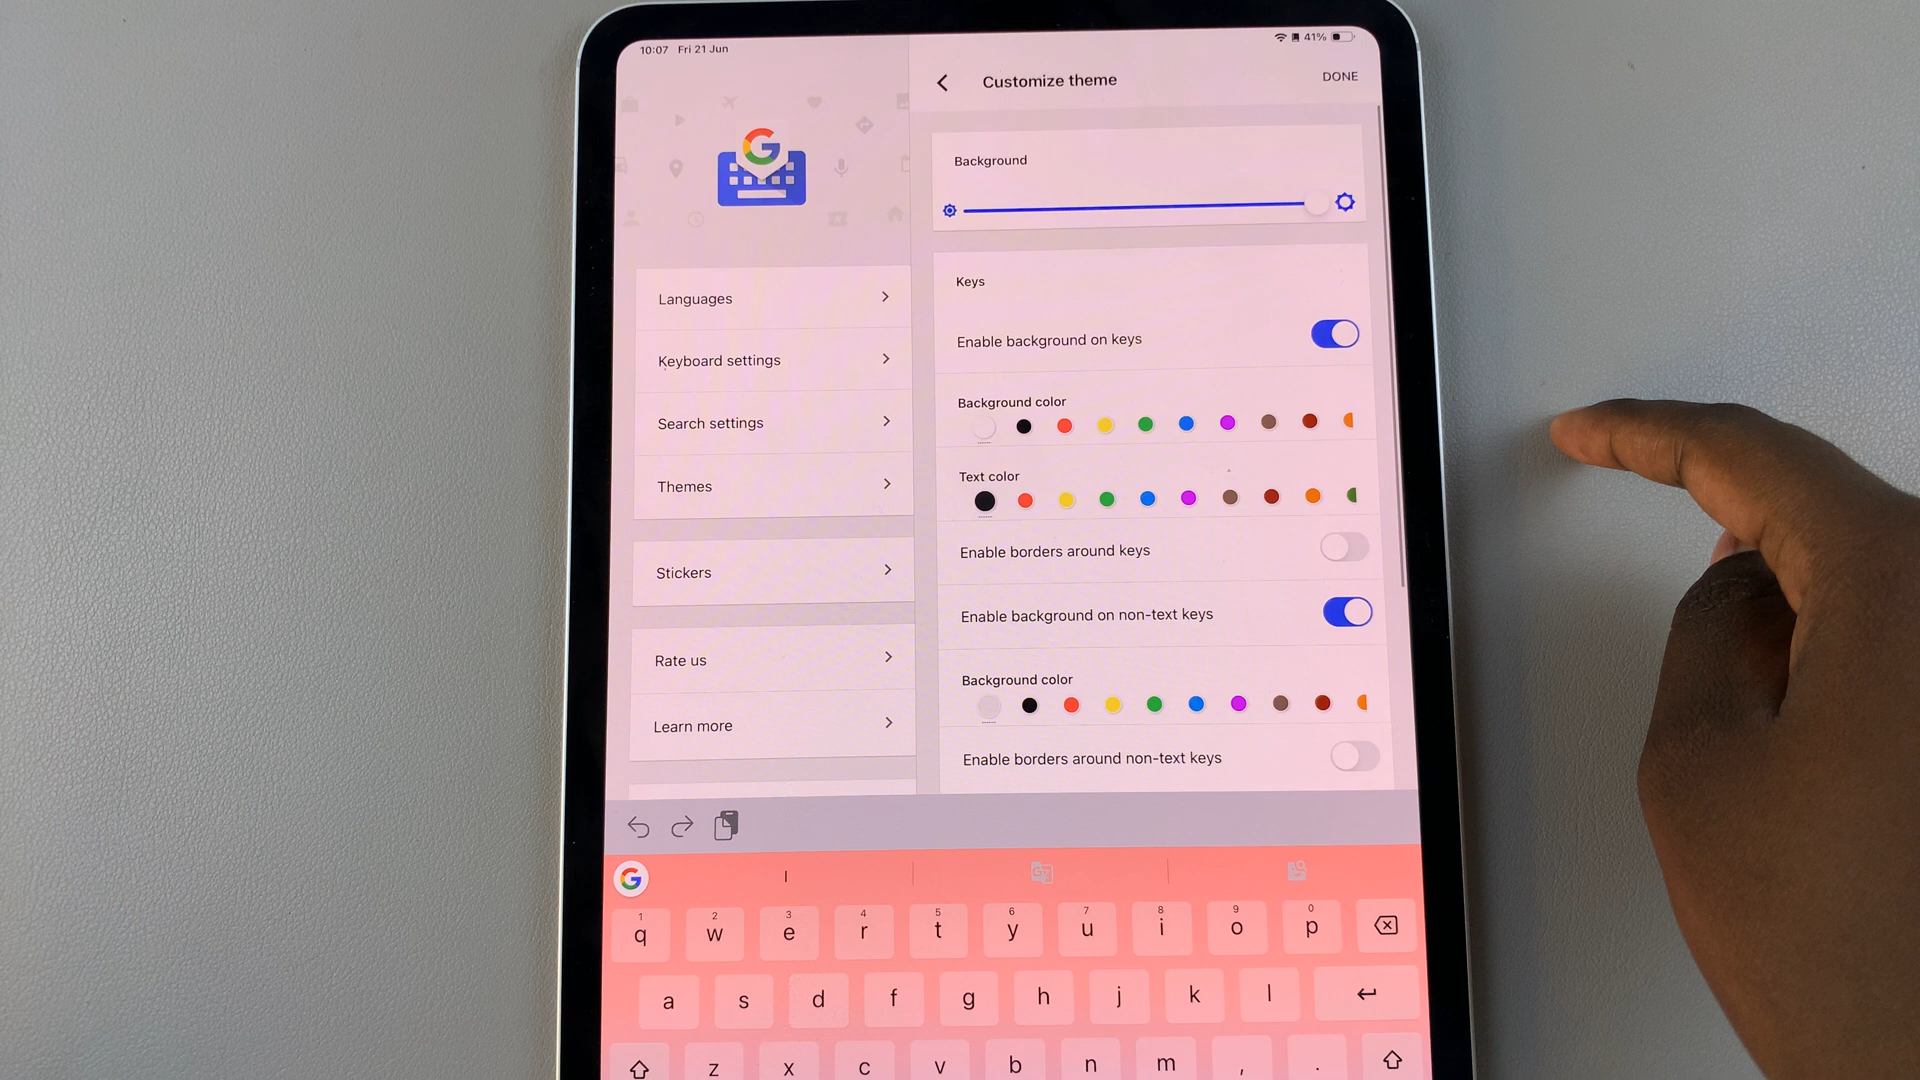 10:07 Fri 21 Jun
41%
Customize theme
DONE
Background
Languages
Keyboard settings
Search settings
Themes
Stickers
Rate us
Learn more
Keys
Enable background on keys
Background color
Text color
Enable borders around keys
Enable background on non-text keys
Background color
Enable borders around non-text keys
G
I
1 2 3 4 5 6 7 8 9 0
q w e r t y u i o p
a s d f g h j k l
z x c v b n m , .